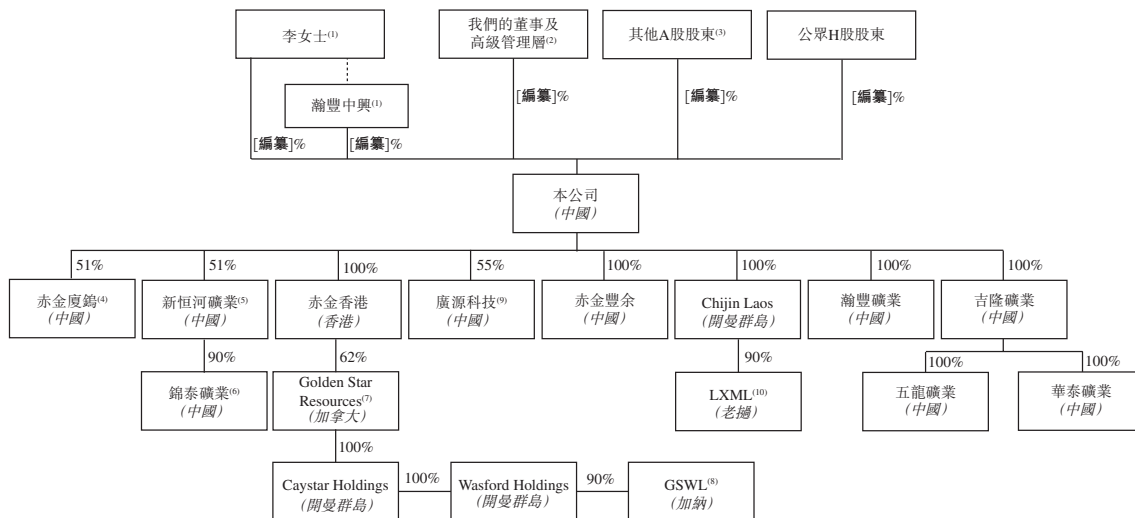 李女士(1)
我們的董事及
高級管理層(2)
其他A股股東(3)
公眾H股股東
瀚豐中興(1)
[編纂]%
[編纂]%
[編纂]%
[編纂]%
[編纂]%
本公司
(中國)
51%
51%
100%
55%
100%
100%
100%
100%
赤金廈鎢(4)
(中國)
新恒河礦業(5)
(中國)
赤金香港
(香港)
廣源科技(9)
(中國)
赤金豐余
(中國)
Chijin Laos
(開曼群島)
瀚豐礦業
(中國)
吉隆礦業
(中國)
90%
62%
90%
100%
100%
錦泰礦業(6)
(中國)
Golden Star
Resources(7)
(加拿大)
LXML(10)
(老撾)
五龍礦業
(中國)
華泰礦業
(中國)
100%
Caystar Holdings
(開曼群島)
100%
Wasford Holdings
(開曼群島)
90%
GSWL(8)
(加納)